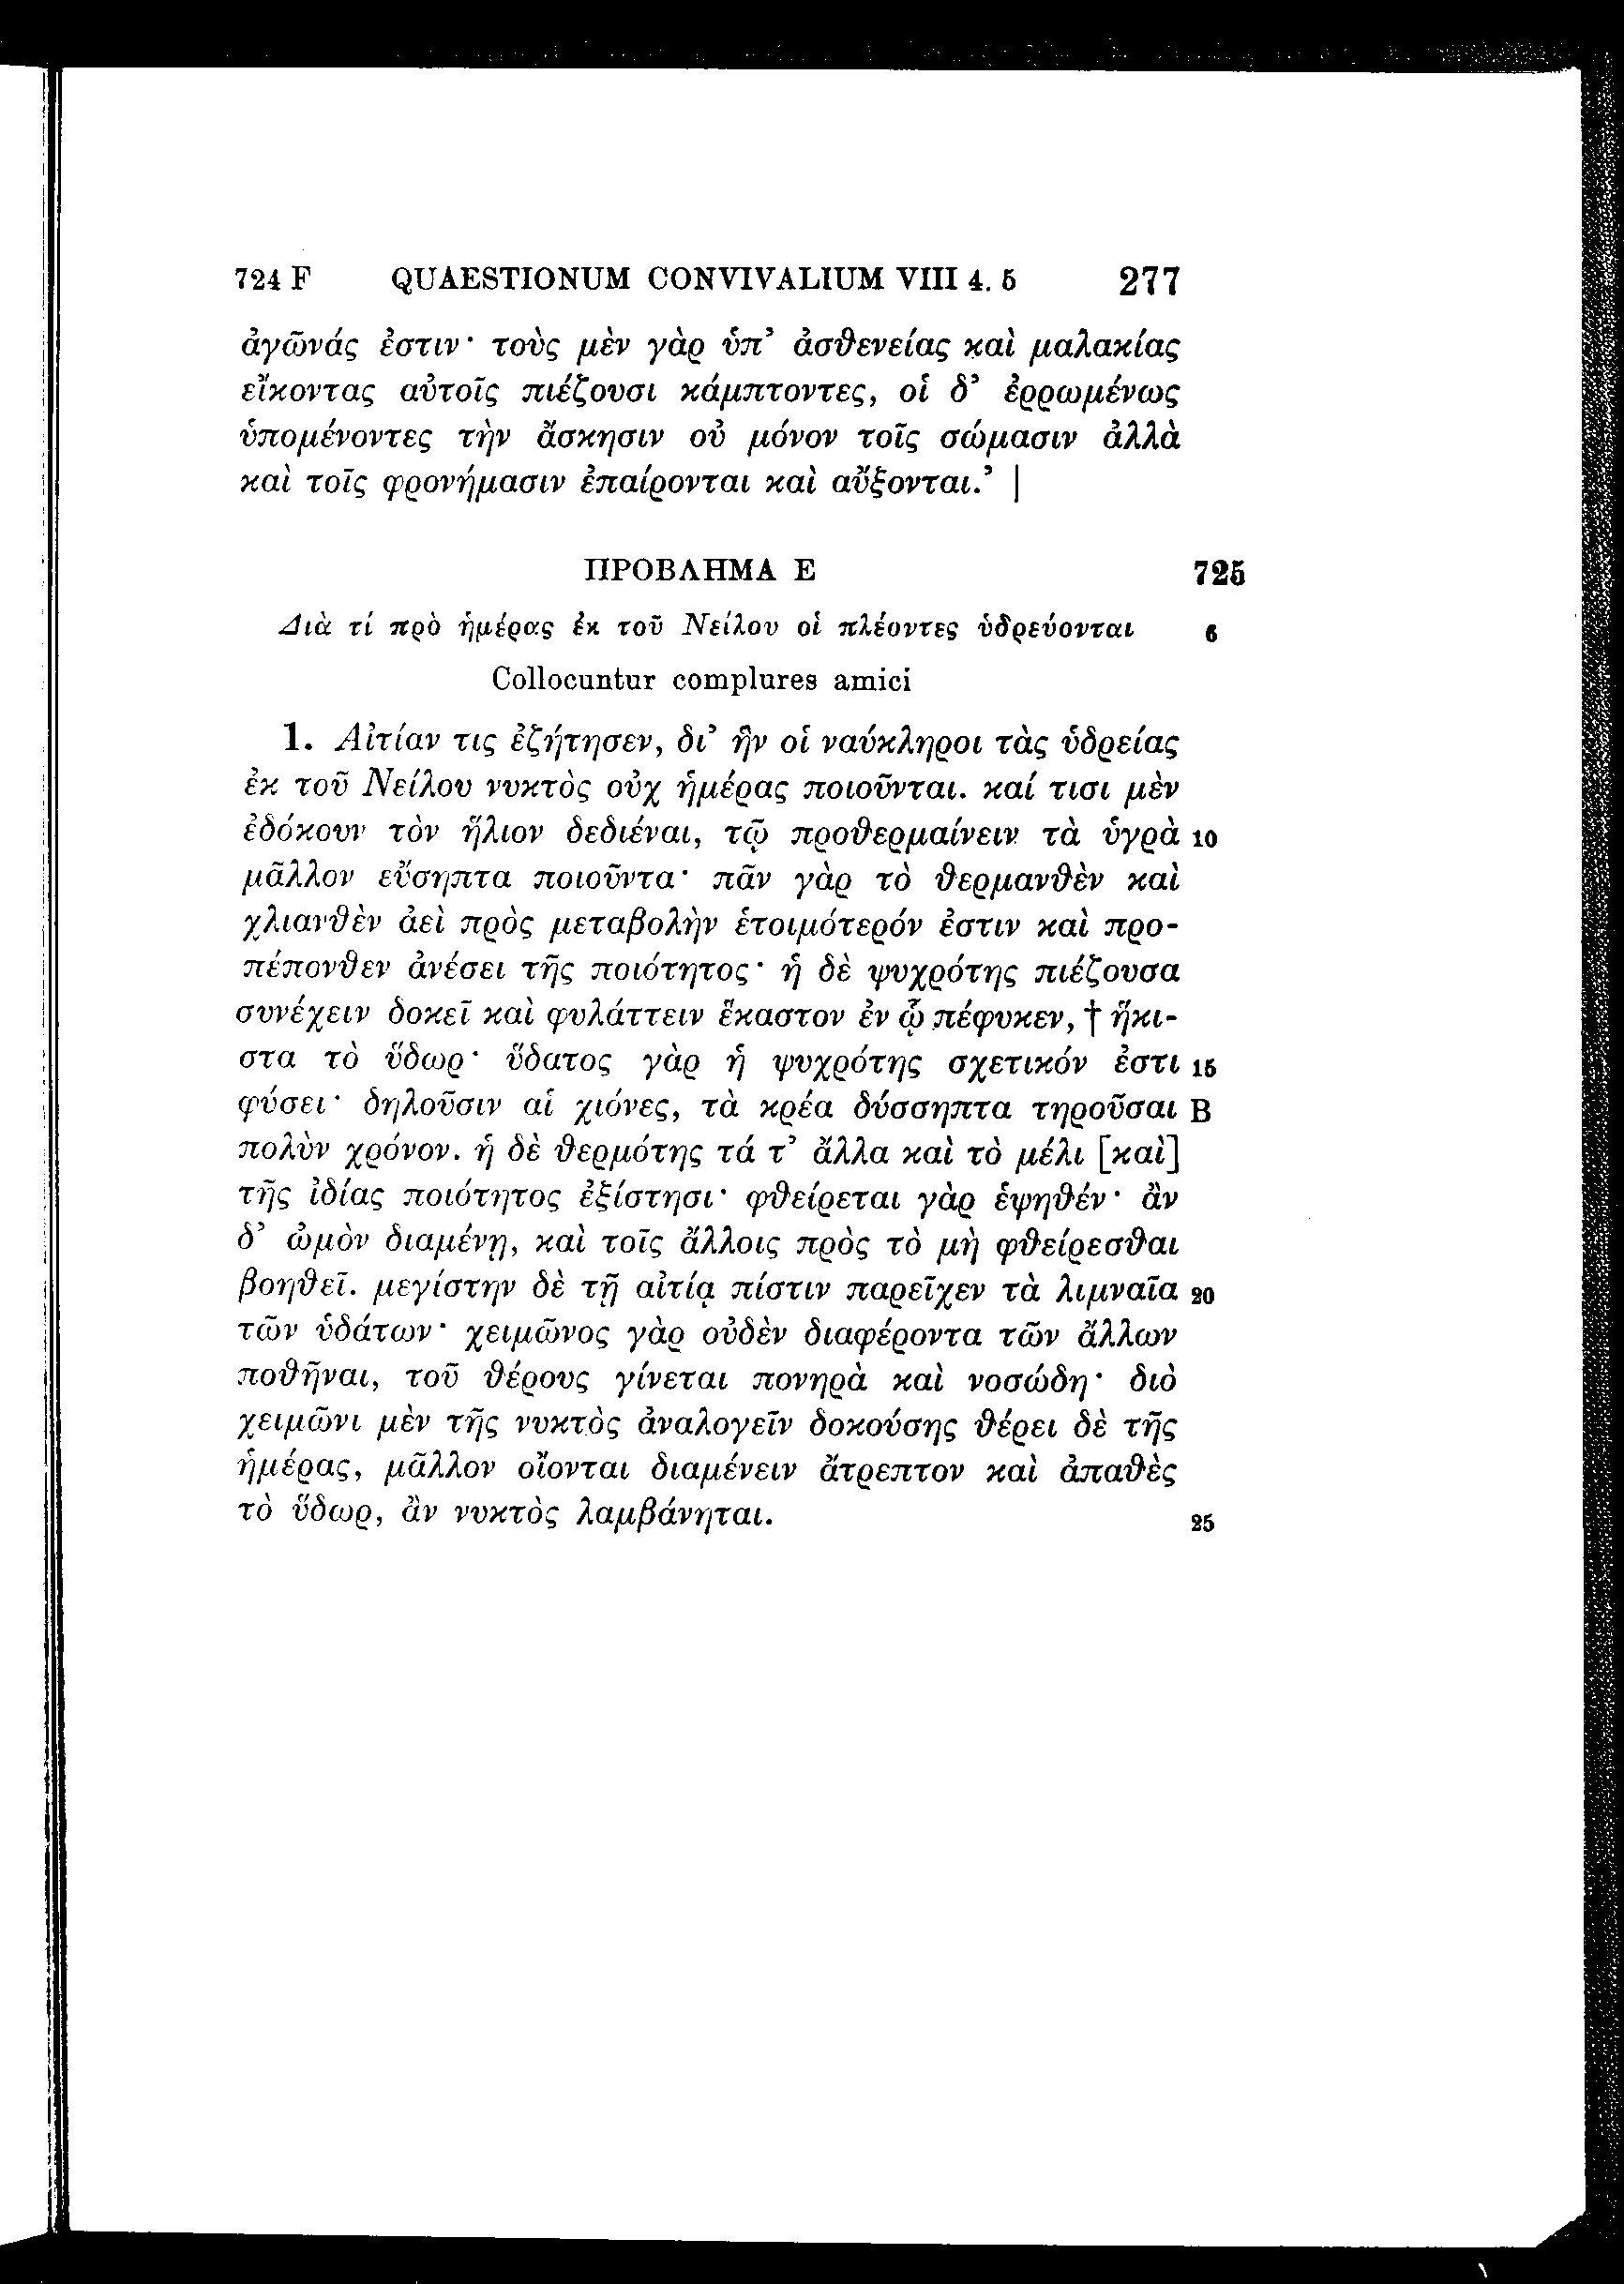 724 F QUAESTIONUM CONVIVALIUM VIII 4. 5 277
ἀγῶνάς ἐστιν· τοὺς μὲν γὰρ ὑπ’ ἀσθενείας καὶ μαλακίας
εἴκοντας αὐτοῖς πιέζουσι κάμπτοντες, οἱ δ’ ἐρρωμένως
ὑπομένοντες τὴν ἄσκησιν οὐ μόνον τοῖς σώμασιν ἀλλὰ
καὶ τοῖς φρονήμασιν ἐπαίρονται καὶ αὔξονται.’ |
ΠΡΟΒΛΗΜΑ Ε 725
Διὰ τί πρὸ ἡμέρας ἐκ τοῦ Νείλου οἱ πλέοντες ὑδρεύονται 6
Collocuntur complures amici
1. Αἰτίαν τις ἐζήτησεν, δι’ ἣν οἱ ναύκληροι τὰς ὑδρείας
ἐκ τοῦ Νείλου νυκτὸς οὐχ ἡμέρας ποιοῦνται. καί τισι μὲν
ἐδόκουν τὸν ἥλιον δεδιέναι, τῷ προθερμαίνειν τὰ ὑγρὰ 10
μᾶλλον εὔσηπτα ποιοῦντα· πᾶν γὰρ τὸ θερμανθὲν καὶ
χλιανθὲν ἀεὶ πρὸς μεταβολὴν ἑτοιμότερόν ἐστιν καὶ προ-
πέπονθεν ἀνέσει τῆς ποιότητος· ἡ δὲ ψυχρότης πιέζουσα
συνέχειν δοκεῖ καὶ φυλάττειν ἕκαστον ἐν ᾧ πέφυκεν, † ἥκι-
στα τὸ ὕδωρ· ὕδατος γὰρ ἡ ψυχρότης σχετικόν ἐστι 15
φύσει· δηλοῦσιν αἱ χιόνες, τὰ κρέα δύσσηπτα τηροῦσαι B
πολὺν χρόνον. ἡ δὲ θερμότης τά τ’ ἄλλα καὶ τὸ μέλι [καὶ]
τῆς ἰδίας ποιότητος ἐξίστησι· φθείρεται γὰρ ἑψηθέν· ἂν
δ’ ὠμὸν διαμένῃ, καὶ τοῖς ἄλλοις πρὸς τὸ μὴ φθείρεσθαι
βοηθεῖ. μεγίστην δὲ τῇ αἰτίᾳ πίστιν παρεῖχεν τὰ λιμναῖα 20
τῶν ὑδάτων· χειμῶνος γὰρ οὐδὲν διαφέροντα τῶν ἄλλων
ποθῆναι, τοῦ θέρους γίνεται πονηρὰ καὶ νοσώδη· διὸ
χειμῶνι μὲν τῆς νυκτὸς ἀναλογεῖν δοκούσης θέρει δὲ τῆς
ἡμέρας, μᾶλλον οἴονται διαμένειν ἄτρεπτον καὶ ἀπαθὲς
τὸ ὕδωρ, ἂν νυκτὸς λαμβάνηται. 25